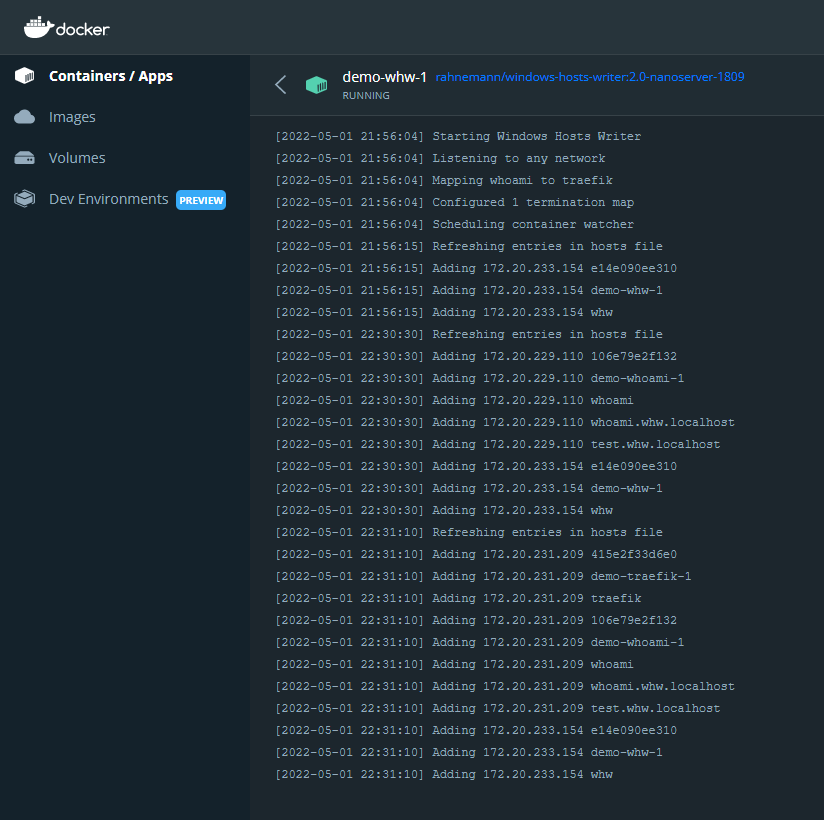 docker
Containers / Apps
Images
Volumes
Dev Environments PREVIEW
demo-whw-1 rahnemann/windows-hosts-writer:2.0-nanoserver-1809
RUNNING
[2022-05-01 21:56:04] Starting Windows Hosts Writer
[2022-05-01 21:56:04] Listening to any network
[2022-05-01 21:56:04] Mapping whoami to traefik
[2022-05-01 21:56:04] Configured 1 termination map
[2022-05-01 21:56:04] Scheduling container watcher
[2022-05-01 21:56:15] Refreshing entries in hosts file
[2022-05-01 21:56:15] Adding 172.20.233.154 e14e090ee310
[2022-05-01 21:56:15] Adding 172.20.233.154 demo-whw-1
[2022-05-01 21:56:15] Adding 172.20.233.154 whw
[2022-05-01 22:30:30] Refreshing entries in hosts file
[2022-05-01 22:30:30] Adding 172.20.229.110 106e79e2f132
[2022-05-01 22:30:30] Adding 172.20.229.110 demo-whoami-1
[2022-05-01 22:30:30] Adding 172.20.229.110 whoami
[2022-05-01 22:30:30] Adding 172.20.229.110 whoami.whw.localhost
[2022-05-01 22:30:30] Adding 172.20.229.110 test.whw.localhost
[2022-05-01 22:30:30] Adding 172.20.233.154 e14e090ee310
[2022-05-01 22:30:30] Adding 172.20.233.154 demo-whw-1
[2022-05-01 22:30:30] Adding 172.20.233.154 whw
[2022-05-01 22:31:10] Refreshing entries in hosts file
[2022-05-01 22:31:10] Adding 172.20.231.209 415e2f33d6e0
[2022-05-01 22:31:10] Adding 172.20.231.209 demo-traefik-1
[2022-05-01 22:31:10] Adding 172.20.231.209 traefik
[2022-05-01 22:31:10] Adding 172.20.231.209 106e79e2f132
[2022-05-01 22:31:10] Adding 172.20.231.209 demo-whoami-1
[2022-05-01 22:31:10] Adding 172.20.231.209 whoami
[2022-05-01 22:31:10] Adding 172.20.231.209 whoami.whw.localhost
[2022-05-01 22:31:10] Adding 172.20.231.209 test.whw.localhost
[2022-05-01 22:31:10] Adding 172.20.233.154 e14e090ee310
[2022-05-01 22:31:10] Adding 172.20.233.154 demo-whw-1
[2022-05-01 22:31:10] Adding 172.20.233.154 whw